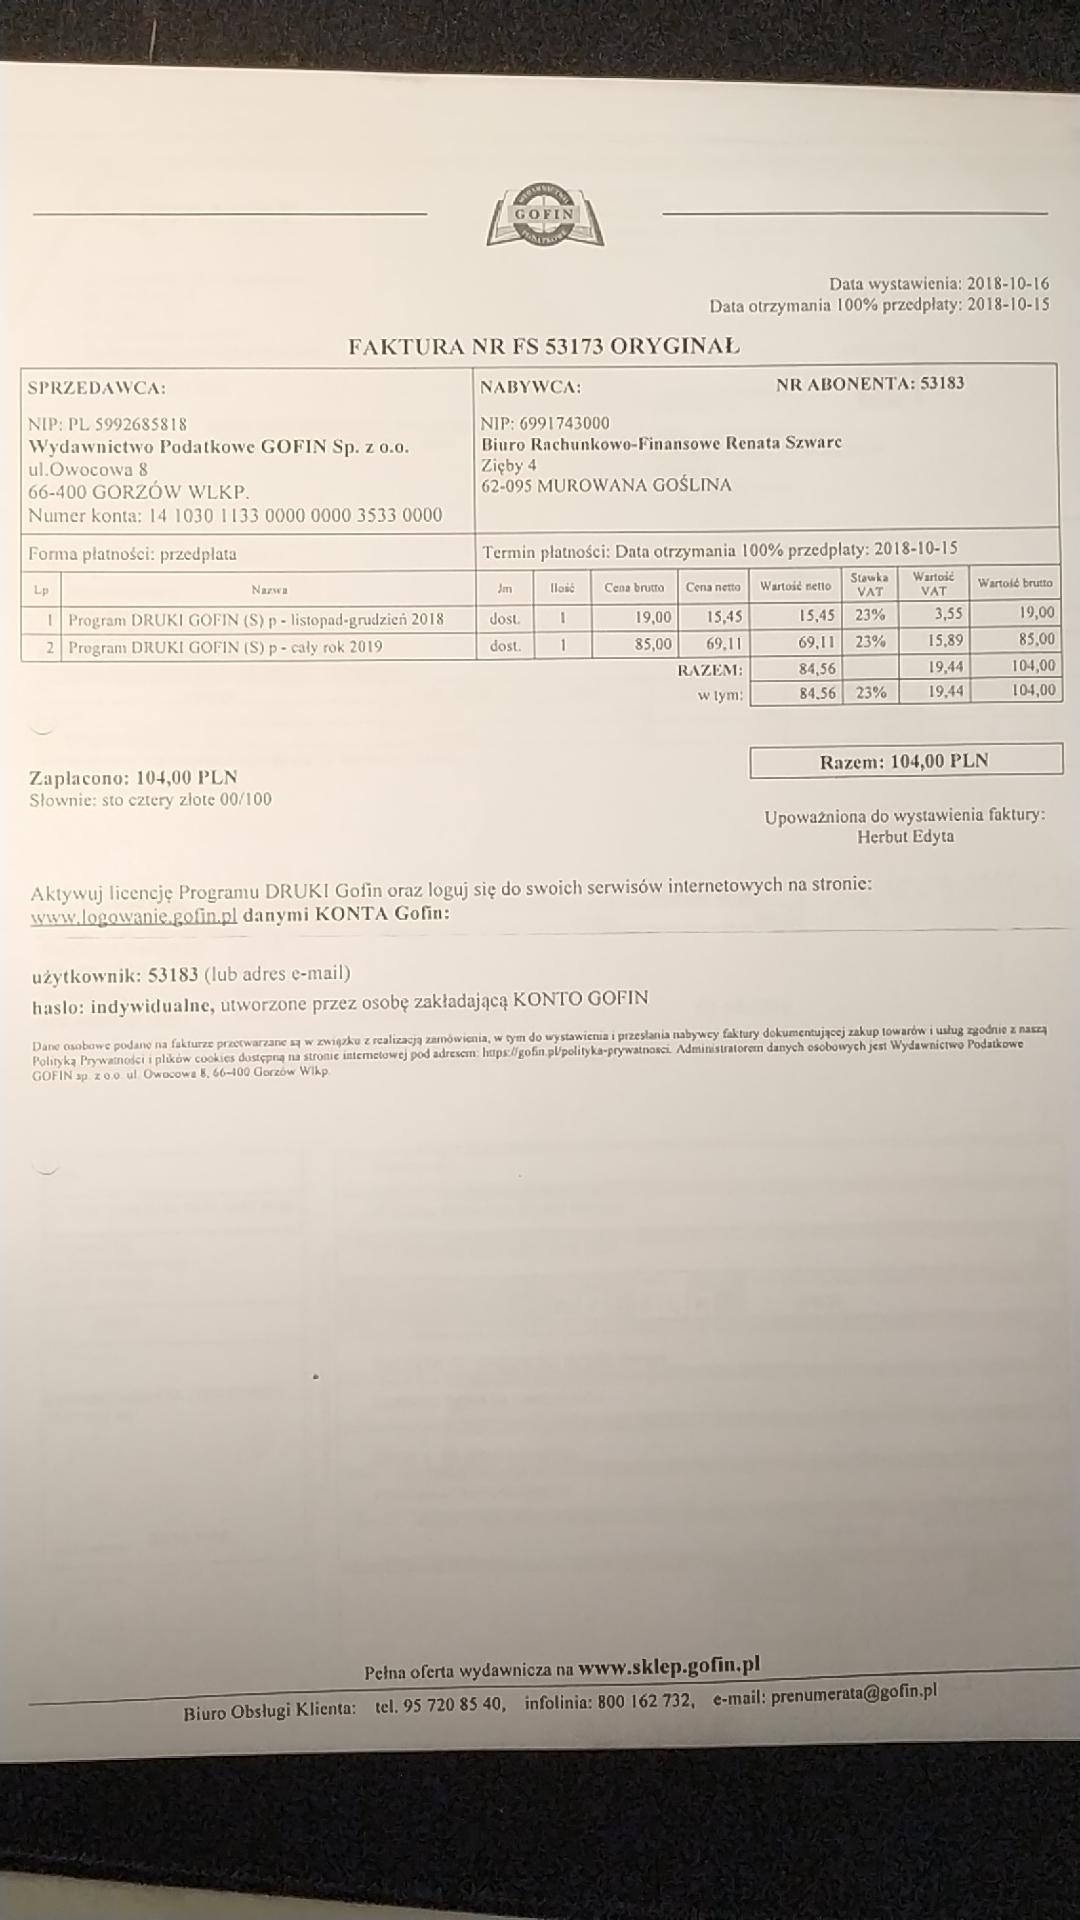 WYDAWNICTWO
GOFIN
PODATKOWE
Data wystawienia: 2018-10-16
Data otrzymania 100% przedpłaty: 2018-10-15
FAKTURA NR FS 53173 ORYGINAŁ
SPRZEDAWCA:
NIP: PL 5992685818
Wydawnictwo Podatkowe GOFIN Sp. z o.o.
ul.Owocowa 8
66-400 GORZÓW WLKP.
Numer konta: 14 1030 1133 0000 0000 3533 0000
NABYWCA: NR ABONENTA: 53183
NIP: 6991743000
Biuro Rachunkowo-Finansowe Renata Szwarc
Zięby 4
62-095 MUROWANA GOŚLINA
Forma płatności: przedpłata
Termin płatności: Data otrzymania 100% przedpłaty: 2018-10-15
Lp Nazwa Jm Ilość Cena brutto Cena netto Wartość netto Stawka VAT Wartość VAT Wartość brutto
1 Program DRUKI GOFIN (S) p - listopad-grudzień 2018 dost. 1 19,00 15,45 15,45 23% 3,55 19,00
2 Program DRUKI GOFIN (S) p - cały rok 2019 dost. 1 85,00 69,11 69,11 23% 15,89 85,00
RAZEM: 84,56 19,44 104,00
w tym: 84,56 23% 19,44 104,00
Zapłacono: 104,00 PLN
Słownie: sto cztery złote 00/100
Razem: 104,00 PLN
Upoważniona do wystawienia faktury:
Herbut Edyta
Aktywuj licencję Programu DRUKI Gofin oraz loguj się do swoich serwisów internetowych na stronie:
www.logowanie.gofin.pl danymi KONTA Gofin:
użytkownik: 53183 (lub adres e-mail)
hasło: indywidualne, utworzone przez osobę zakładającą KONTO GOFIN
Dane osobowe podane na fakturze przetwarzane są w związku z realizacją zamówienia, w tym do wystawienia i przesłania nabywcy faktury dokumentującej zakup towarów i usług zgodnie z naszą
Polityką Prywatności i plików cookies dostępną na stronie internetowej pod adresem: https://gofin.pl/polityka-prywatnosci. Administratorem danych osobowych jest Wydawnictwo Podatkowe
GOFIN sp. z o.o. ul. Owocowa 8, 66-400 Gorzów Wlkp.
Pełna oferta wydawnicza na www.sklep.gofin.pl
Biuro Obsługi Klienta: tel. 95 720 85 40, infolinia: 800 162 732, e-mail: prenumerata@gofin.pl